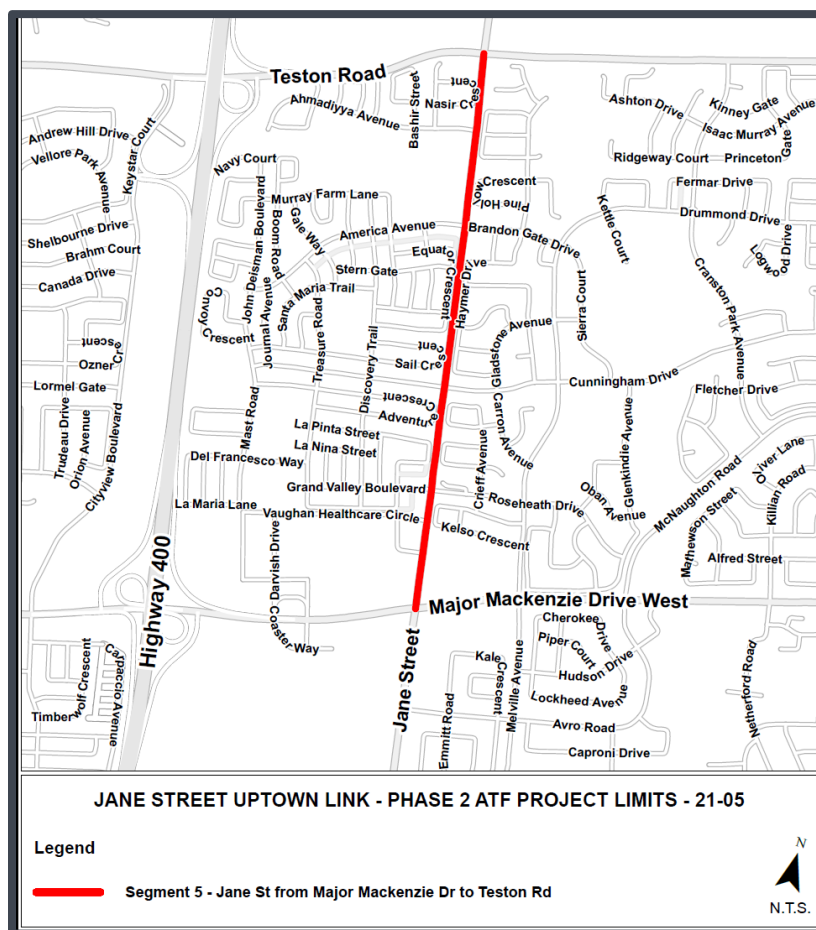 Teston Road
Bashir Street
Nasir Crescent
Ahmadiyya Avenue
Ashton Drive
Kinney Gate
Isaac Murray Avenue
Andrew Hill Drive
Keystar Court
Vellore Park Avenue
Navy Court
Ridgeway Court
Princeton Gate
Pine Hollow Crescent
Fermar Drive
Murray Farm Lane
John Deisman Boulevard
Boom Road
Gale Way
America Avenue
Kettle Court
Drummond Drive
Shelbourne Drive
Brandon Gate Drive
Brahm Court
Equator Crescent
Logwood Drive
Canada Drive
Stern Gate
Haymer Drive
Cranston Park Avenue
Santa Maria Trail
Sierra Court
Convoy Crescent
Journal Avenue
Treasure Road
Discovery Trail
Gladstone Avenue
Ozner Crescent
Sail Crescent
Cunningham Drive
Lormel Gate
Fletcher Drive
Mast Road
Adventure Crescent
Carron Avenue
Trudeau Drive
Orion Avenue
Cityview Boulevard
La Pinta Street
La Nina Street
Crieff Avenue
Glenkindie Avenue
Oliver Lane
Del Francesco Way
McNaughton Road
Killian Road
Grand Valley Boulevard
Roseheath Drive
Oban Avenue
Mathewson Street
La Maria Lane
Vaughan Healthcare Circle
Kelso Crescent
Darvish Drive
Alfred Street
Highway 400
Major Mackenzie Drive West
Coaster Way
Jane Street
Cherokee Drive
Piper Court
Kale Crescent
Hudson Drive
Carpaccio Avenue
Timberwolf Crescent
Melville Avenue
Lockheed Avenue
Netherford Road
Emmitt Road
Avro Road
Caproni Drive
JANE STREET UPTOWN LINK - PHASE 2 ATF PROJECT LIMITS - 21-05
Legend
N
Segment 5 - Jane St from Major Mackenzie Dr to Teston Rd
N.T.S.